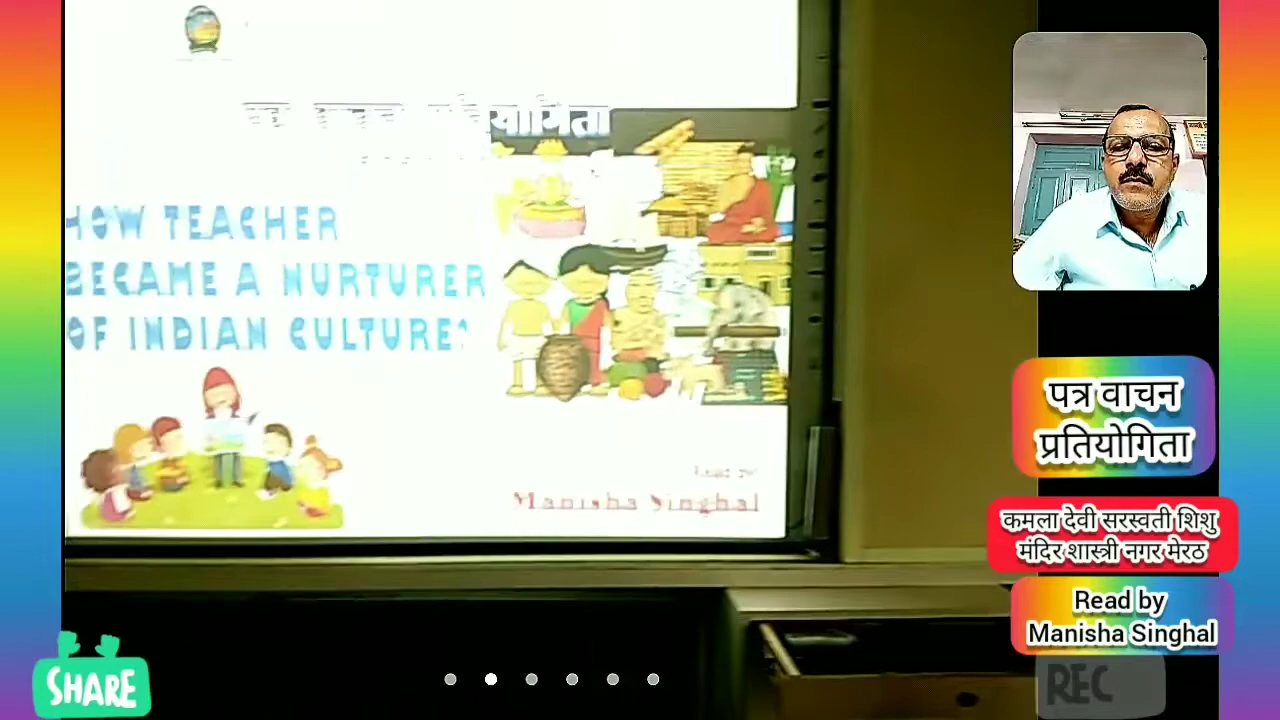 HOW TEACHER
BECAME A NURTURER
OF INDIAN CULTURE?
Manisha Singhal
पत्र वाचन
प्रतियोगिता
कमला देवी सरस्वती शिशु
मंदिर शास्त्री नगर मेरठ
Read by
Manisha Singhal
REC
SHARE